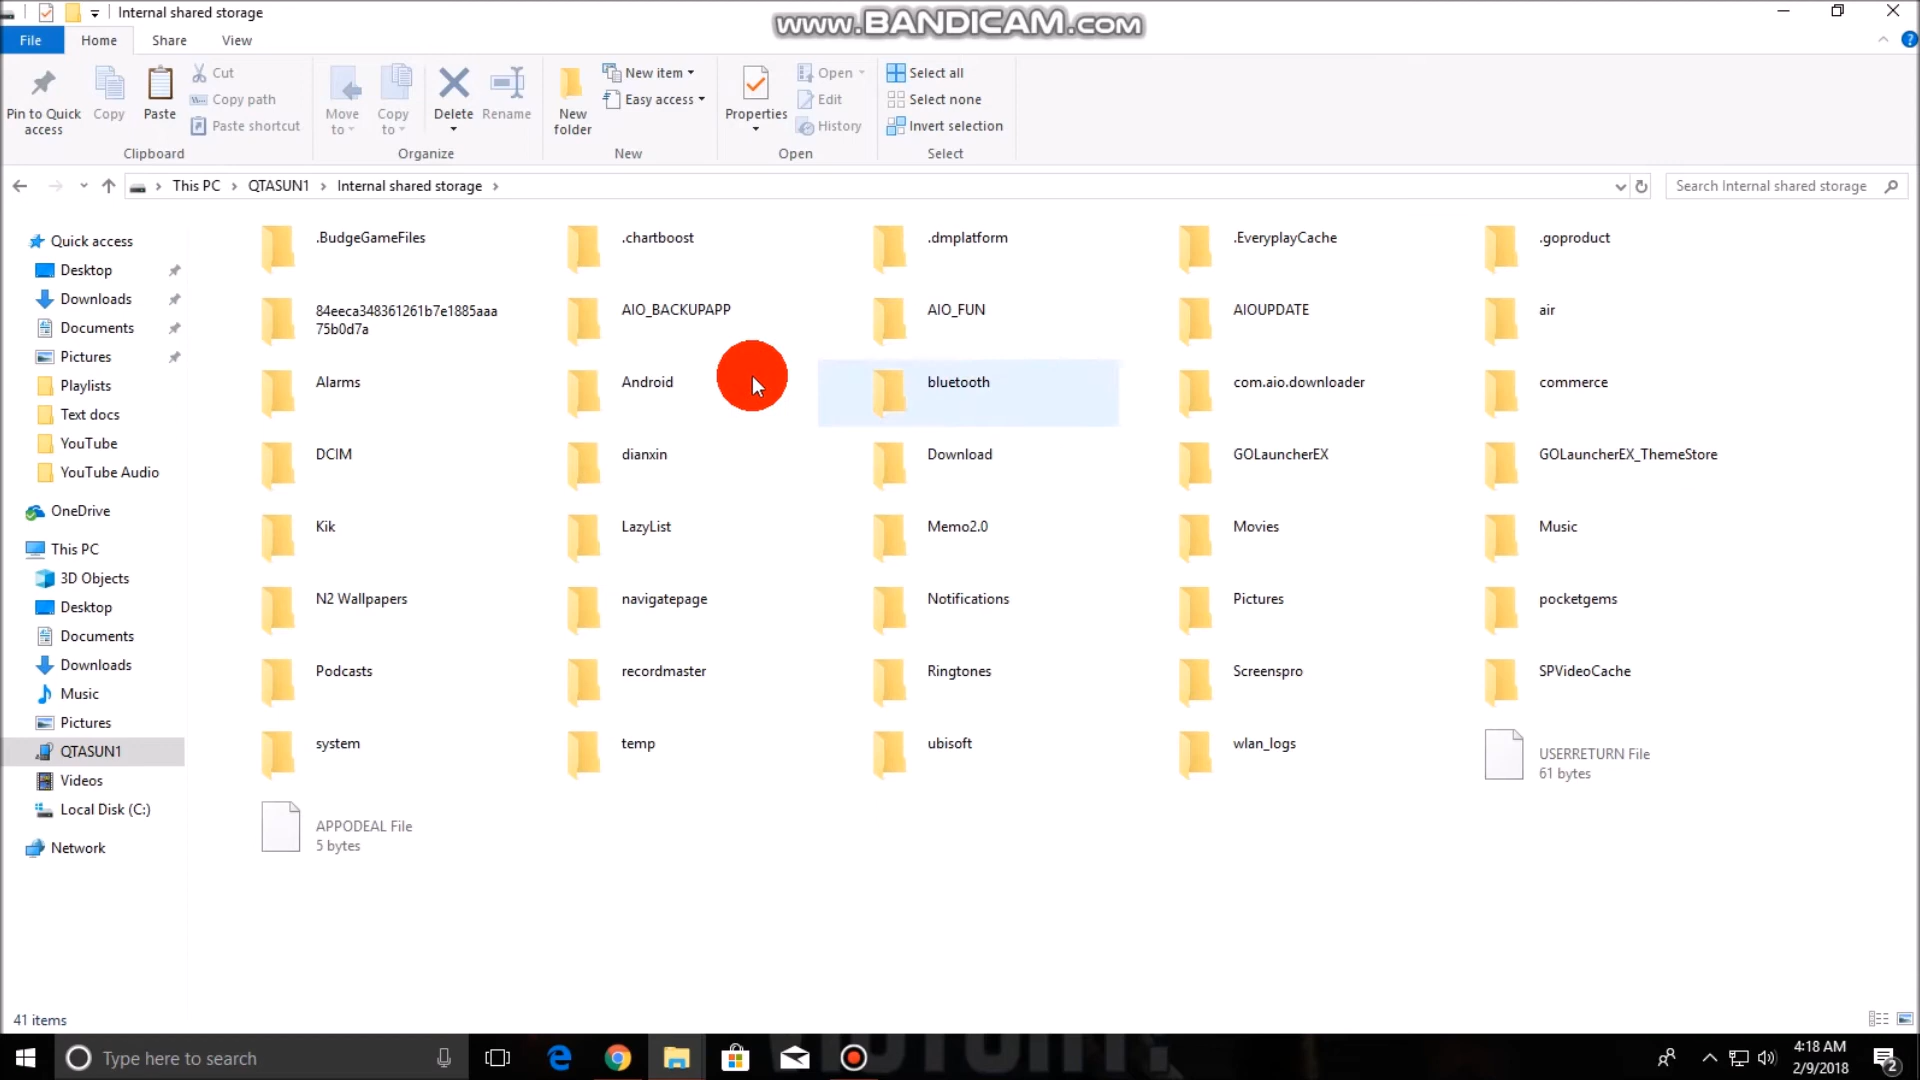 Internal shared storage
www.BANDICAM.com
File
Home
Share
View
Pin to Quick
access
Copy
Paste
Cut
Copy path
Paste shortcut
Clipboard
Move
to
Copy
to
Delete
Rename
Organize
New
folder
New item
Easy access
New
Properties
Open
Edit
History
Open
Select all
Select none
Invert selection
Select
This PC
QTASUN1
Internal shared storage
Search Internal shared storage
Quick access
Desktop
Downloads
Documents
Pictures
Playlists
Text docs
YouTube
YouTube Audio
OneDrive
This PC
3D Objects
Desktop
Documents
Downloads
Music
Pictures
QTASUN1
Videos
Local Disk (C:)
Network
.BudgeGameFiles
.chartboost
.dmplatform
.EveryplayCache
.goproduct
84eeca348361261b7e1885aaa
75b0d7a
AIO_BACKUPAPP
AIO_FUN
AIOUPDATE
air
Alarms
Android
bluetooth
com.aio.downloader
commerce
DCIM
dianxin
Download
GOLauncherEX
GOLauncherEX_ThemeStore
Kik
LazyList
Memo2.0
Movies
Music
N2 Wallpapers
navigatepage
Notifications
Pictures
pocketgems
Podcasts
recordmaster
Ringtones
Screenspro
SPVideoCache
system
temp
ubisoft
wlan_logs
USERRETURN File
61 bytes
APPODEAL File
5 bytes
41 items
Type here to search
4:18 AM
2/9/2018
2